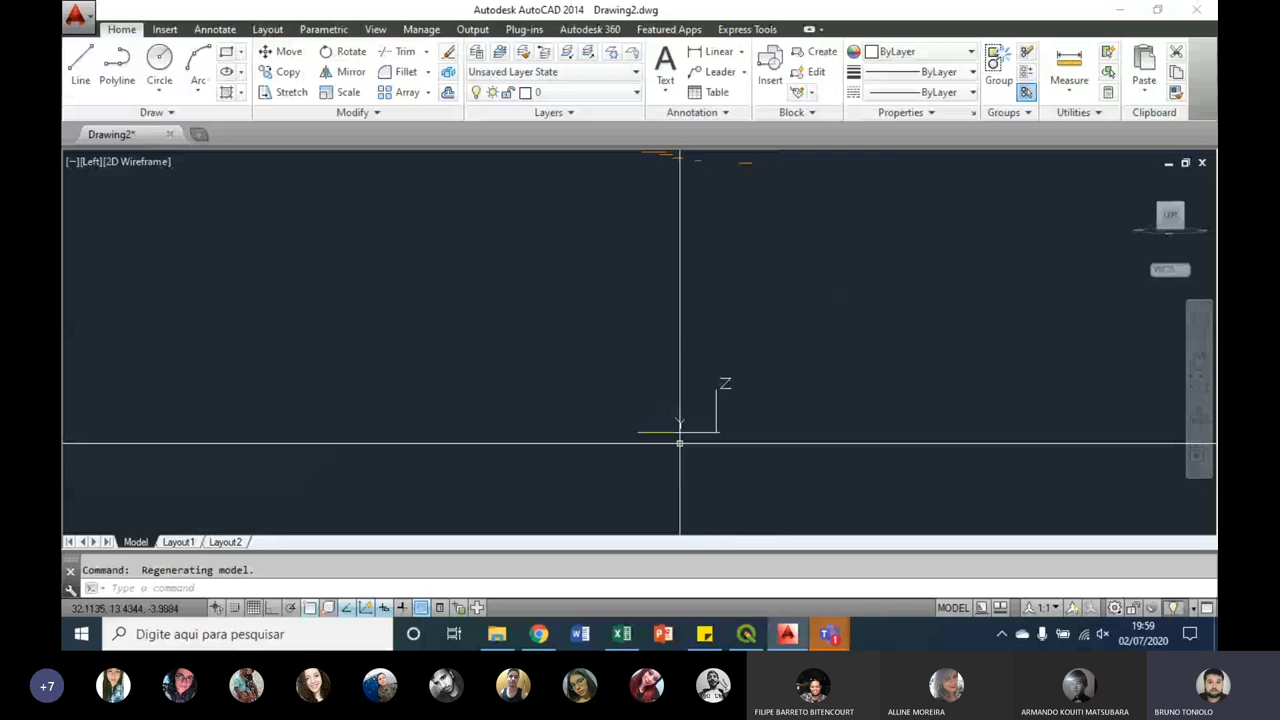 Autodesk AutoCAD 2014 Drawing2.dwg
Home Insert Annotate Layout Parametric View Manage Output Plug-ins Autodesk 360 Featured Apps Express Tools
Line Polyline Circle Arc
Move Rotate Trim
Copy Mirror Fillet
Stretch Scale Array
Unsaved Layer State
0
Text
Linear
Leader
Table
Insert
Create
Edit
ByLayer
ByLayer
ByLayer
Group
Measure
Paste
Draw Modify Layers Annotation Block Properties Groups Utilities Clipboard
Drawing2*
[−][Left][2D Wireframe]
LEFT
WCS
Z
Y
Model Layout1 Layout2
Command: Regenerating model.
Type a command
32.1135, 13.4344, -3.9884
MODEL
1:1
Digite aqui para pesquisar
19:59
02/07/2020
+7
FILIPE BARRETO BITENCOURT
ALLINE MOREIRA
ARMANDO KOUITI MATSUBARA
BRUNO TONIOLO